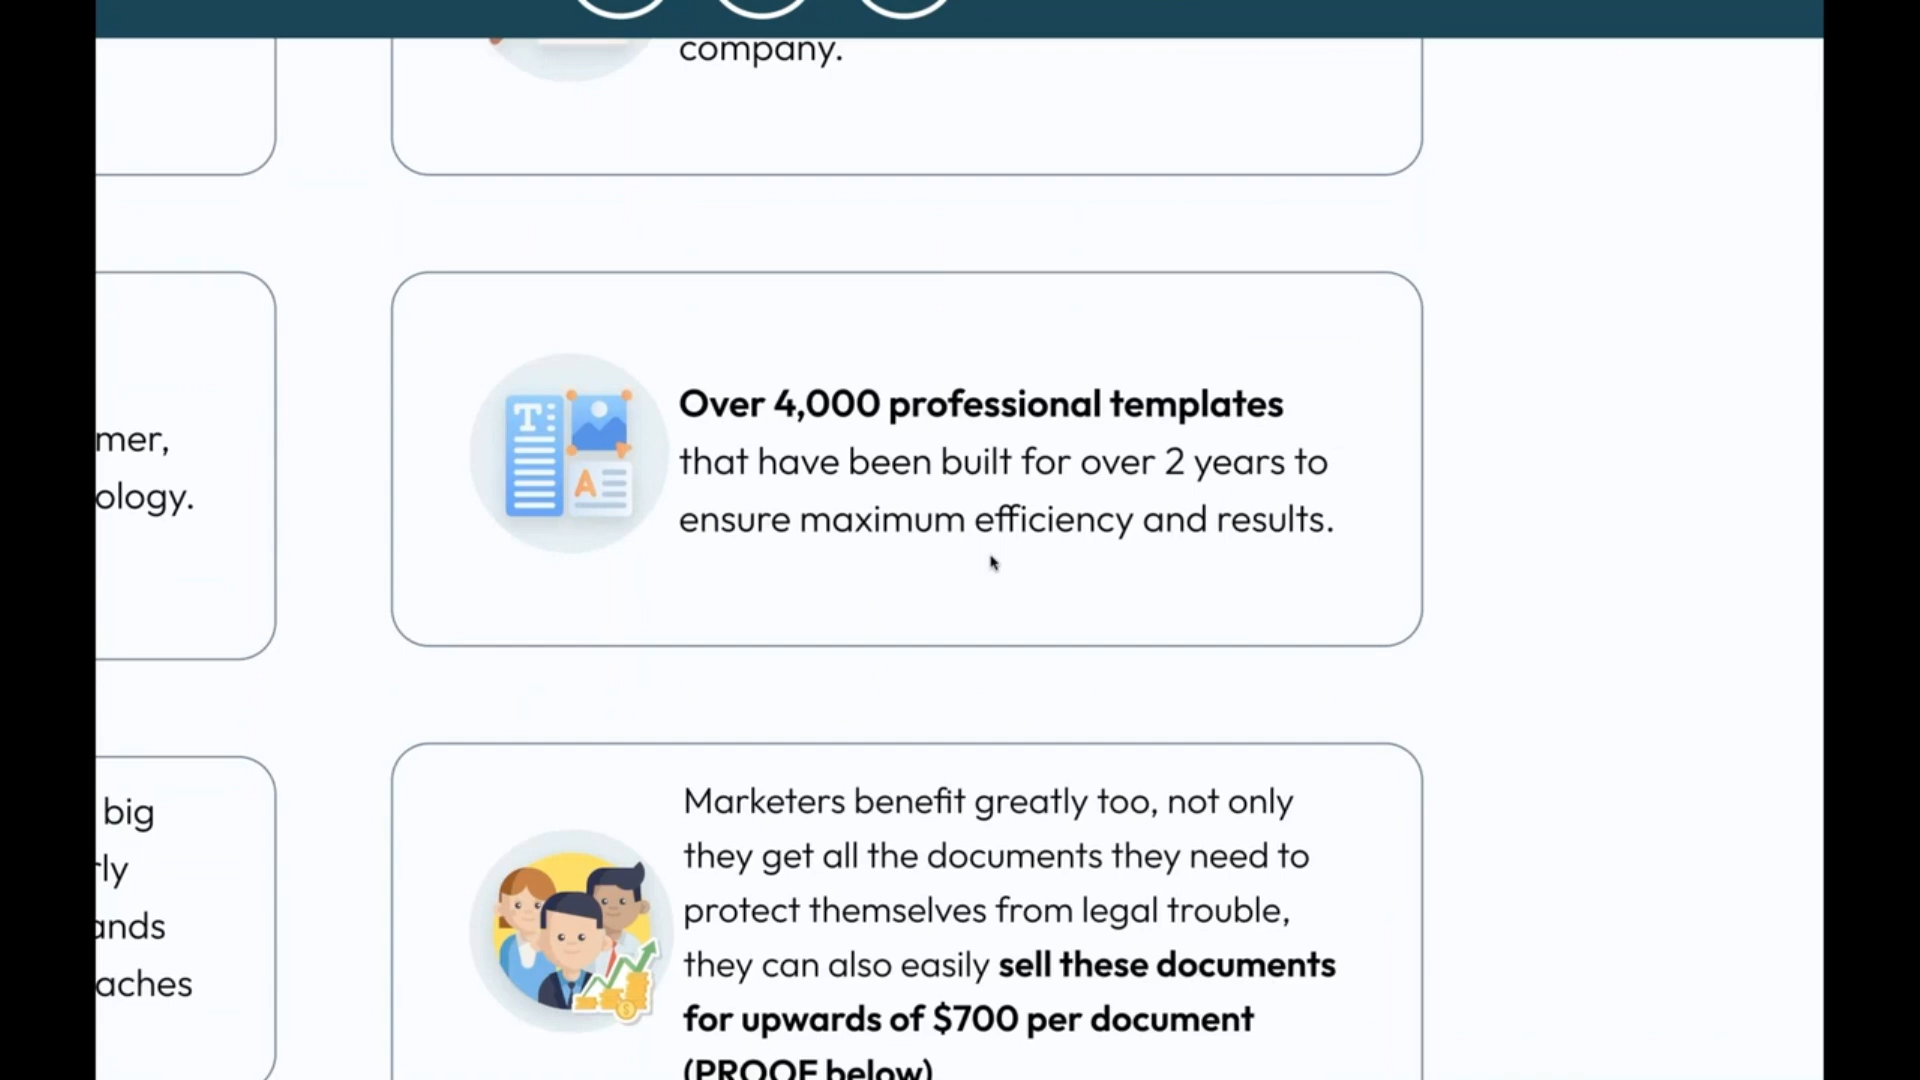 company.
mer,
ology.
Over 4,000 professional templates
that have been built for over 2 years to
ensure maximum efficiency and results.
big
rly
ands
aches
Marketers benefit greatly too, not only
they get all the documents they need to
protect themselves from legal trouble,
they can also easily sell these documents
for upwards of $700 per document
(PROOF below)